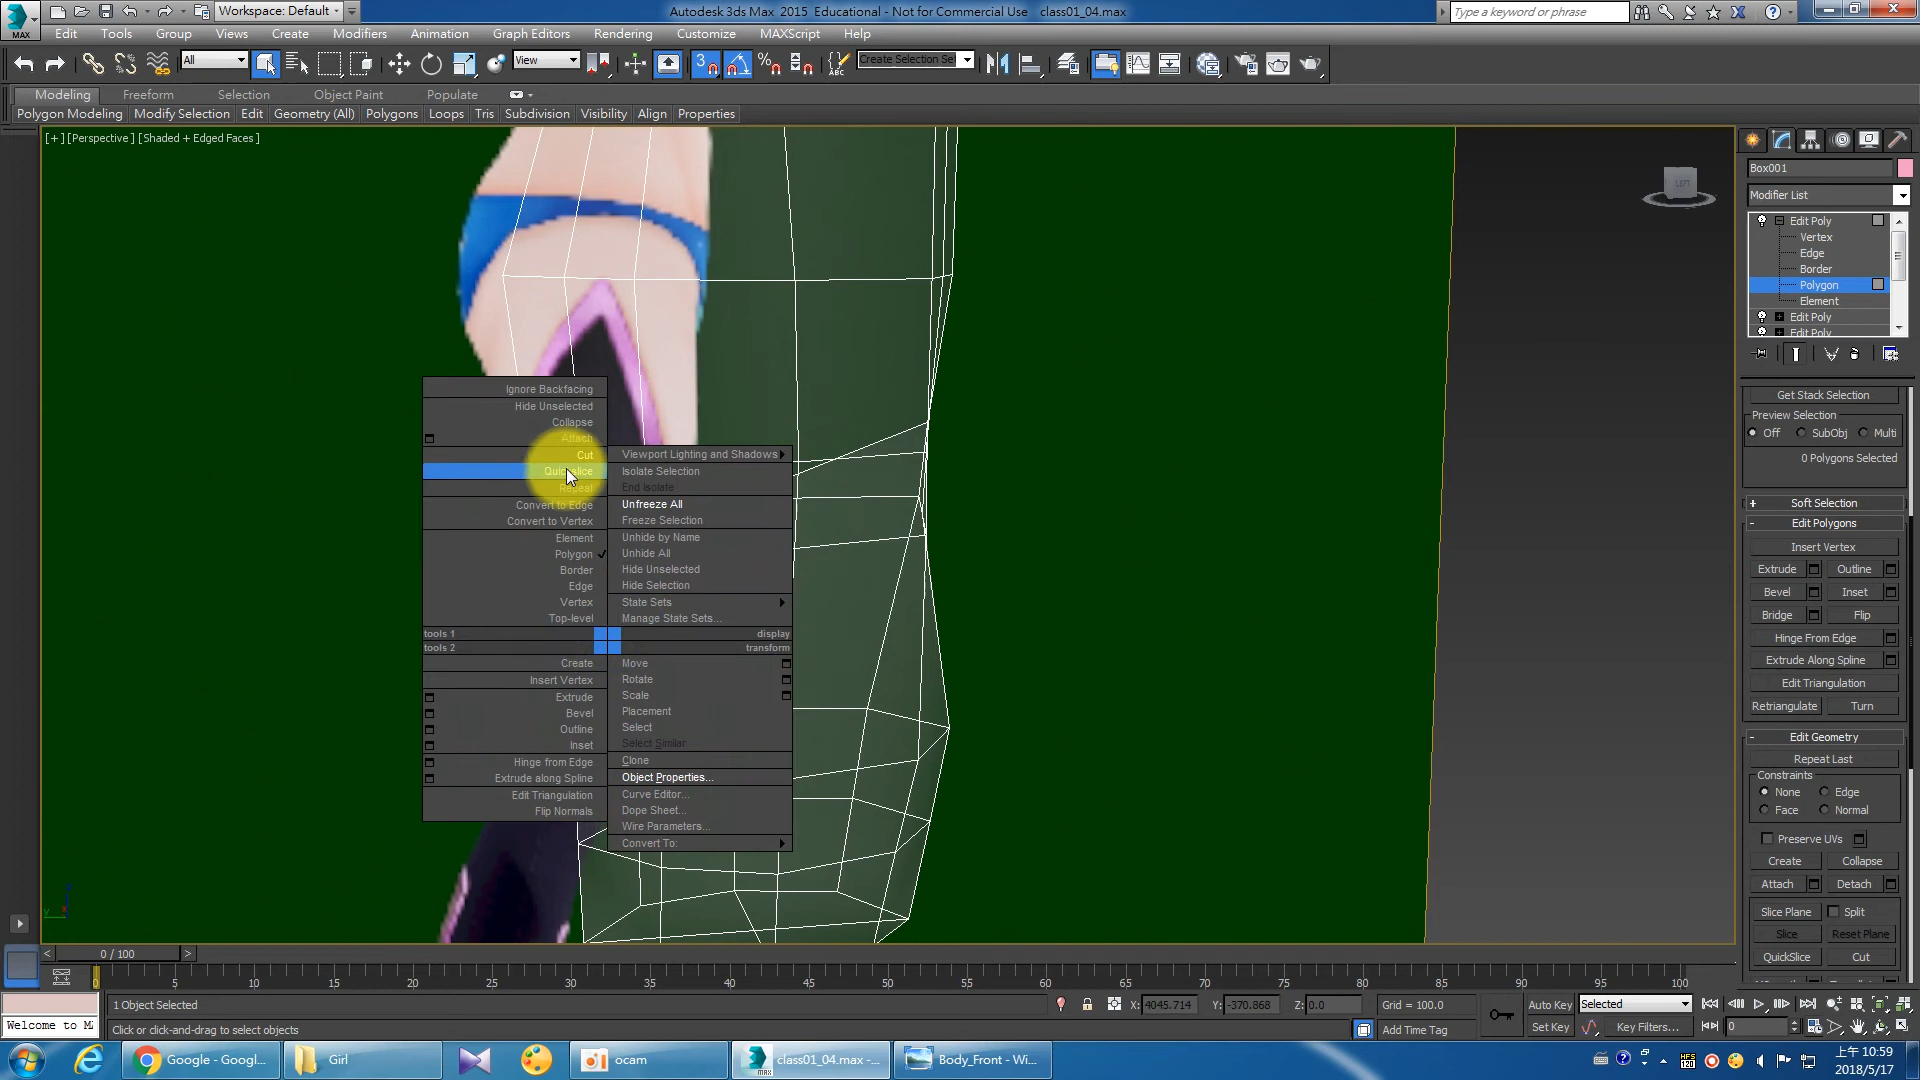 Workspace: Default
Autodesk 3ds Max 2015   Educational - Not for Commercial Use   class01_04.max
Type a keyword or phrase
MAX
Edit
Tools
Group
Views
Create
Modifiers
Animation
Graph Editors
Rendering
Customize
MAXScript
Help
All
View
Create Selection Se
Modeling
Freeform
Selection
Object Paint
Populate
Polygon Modeling
Modify Selection
Edit
Geometry (All)
Polygons
Loops
Tris
Subdivision
Visibility
Align
Properties
[+][Perspective][Shaded + Edged Faces]
LEFT
Ignore Backfacing
Hide Unselected
Collapse
Attach
Cut
Quickslice
Repeat
Convert to Edge
Convert to Vertex
Element
Polygon
Border
Edge
Vertex
Top-level
tools 1
tools 2
Create
Insert Vertex
Extrude
Bevel
Outline
Inset
Hinge from Edge
Extrude along Spline
Edit Triangulation
Flip Normals
Viewport Lighting and Shadows
Isolate Selection
End Isolate
Unfreeze All
Freeze Selection
Unhide by Name
Unhide All
Hide Unselected
Hide Selection
State Sets
Manage State Sets...
display
transform
Move
Rotate
Scale
Placement
Select
Select Similar
Clone
Object Properties...
Curve Editor...
Dope Sheet...
Wire Parameters...
Convert To:
Box001
Modifier List
Edit Poly
Vertex
Edge
Border
Polygon
Element
Edit Poly
Edit Poly
Get Stack Selection
Preview Selection
Off
SubObj
Multi
0 Polygons Selected
+ Soft Selection
- Edit Polygons
Insert Vertex
Extrude
Outline
Bevel
Inset
Bridge
Flip
Hinge From Edge
Extrude Along Spline
Edit Triangulation
Retriangulate
Turn
- Edit Geometry
Repeat Last
Constraints
None
Edge
Face
Normal
Preserve UVs
Create
Collapse
Attach
Detach
Slice Plane
Split
Slice
Reset Plane
QuickSlice
Cut
< 0 / 100 >
0 5 10 15 20 25 30 35 40 45 50 55 60 65 70 75 80 85 90 95 100
1 Object Selected
X: 4045.714
Y: -370.868
Z: 0.0
Grid = 100.0
Auto Key
Selected
Welcome to M
Click or click-and-drag to select objects
Add Time Tag
Set Key
Key Filters...
0
Google - Googl...
Girl
ocam
class01_04.max -...
Body_Front - Wi...
上午 10:59
2018/5/17